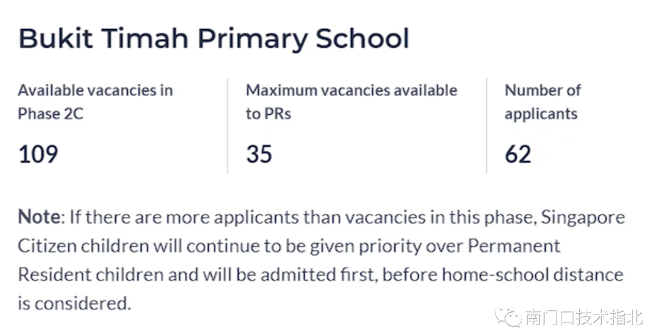 Bukit Timah Primary School
Available vacancies in
Phase 2C
109
Maximum vacancies available
to PRs
35
Number of
applicants
62
Note: If there are more applicants than vacancies in this phase, Singapore
Citizen children will continue to be given priority over Permanent
Resident children and will be admitted first, before home-school distance
is considered.
南门口技术指北